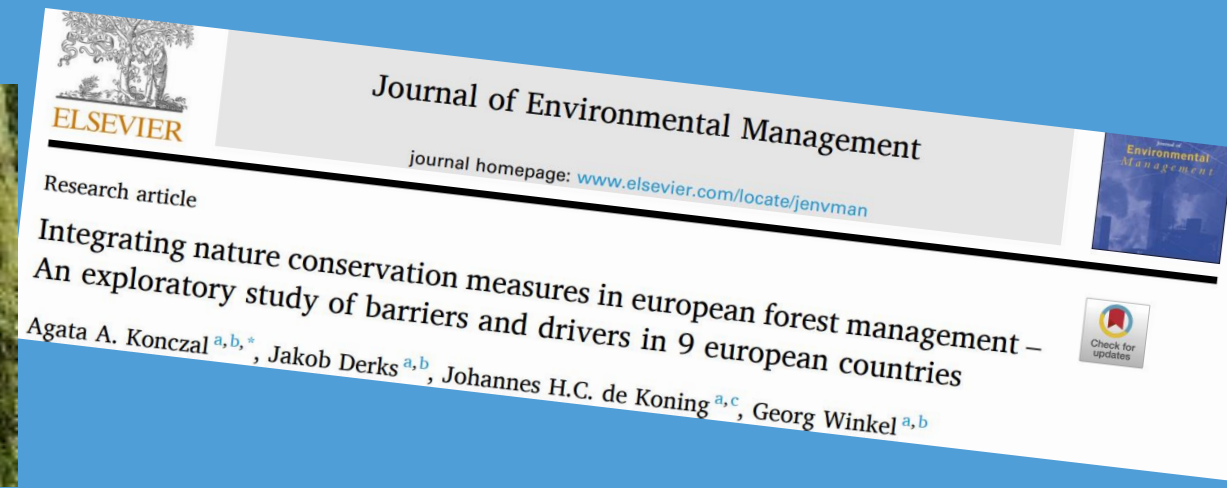 ELSEVIER
Journal of Environmental Management
journal homepage: www.elsevier.com/locate/jenvman
Journal of
Environmental
Management
Research article
Integrating nature conservation measures in european forest management –
An exploratory study of barriers and drivers in 9 european countries
Check for
updates
Agata A. Konczal a,b,*, Jakob Derks a,b, Johannes H.C. de Koning a,c, Georg Winkel a,b